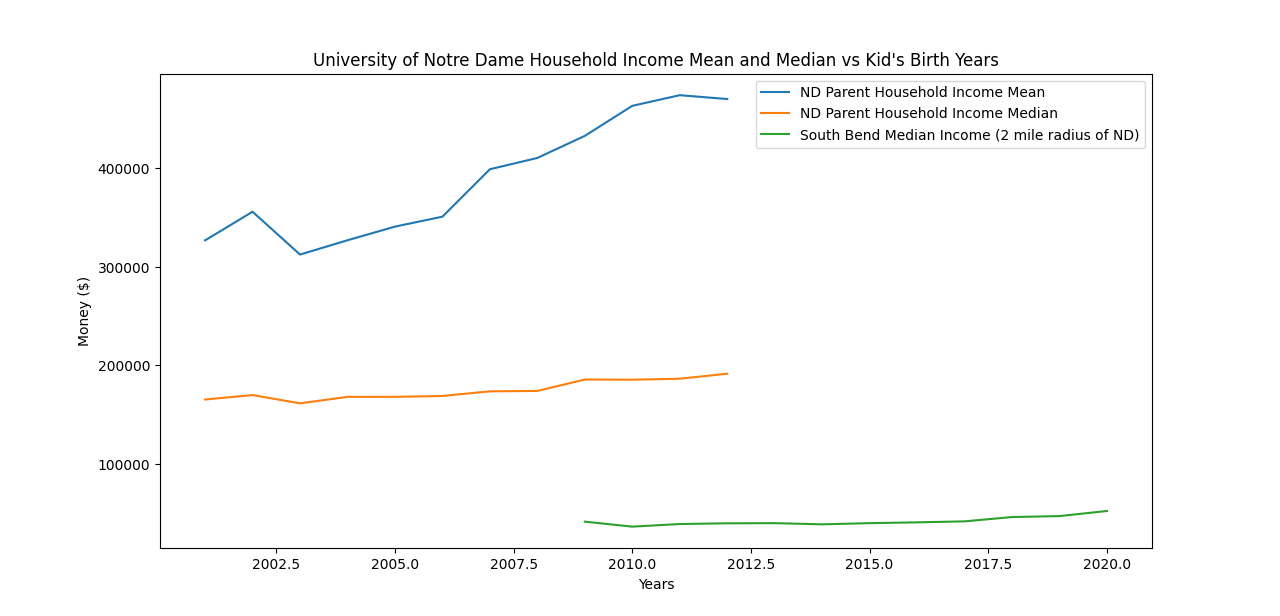 University of Notre Dame Household Income Mean and Median vs Kid's Birth Years
ND Parent Household Income Mean
ND Parent Household Income Median
South Bend Median Income (2 mile radius of ND)
400000
300000
200000
100000
Money ($)
2002.5 2005.0 2007.5 2010.0 2012.5 2015.0 2017.5 2020.0
Years